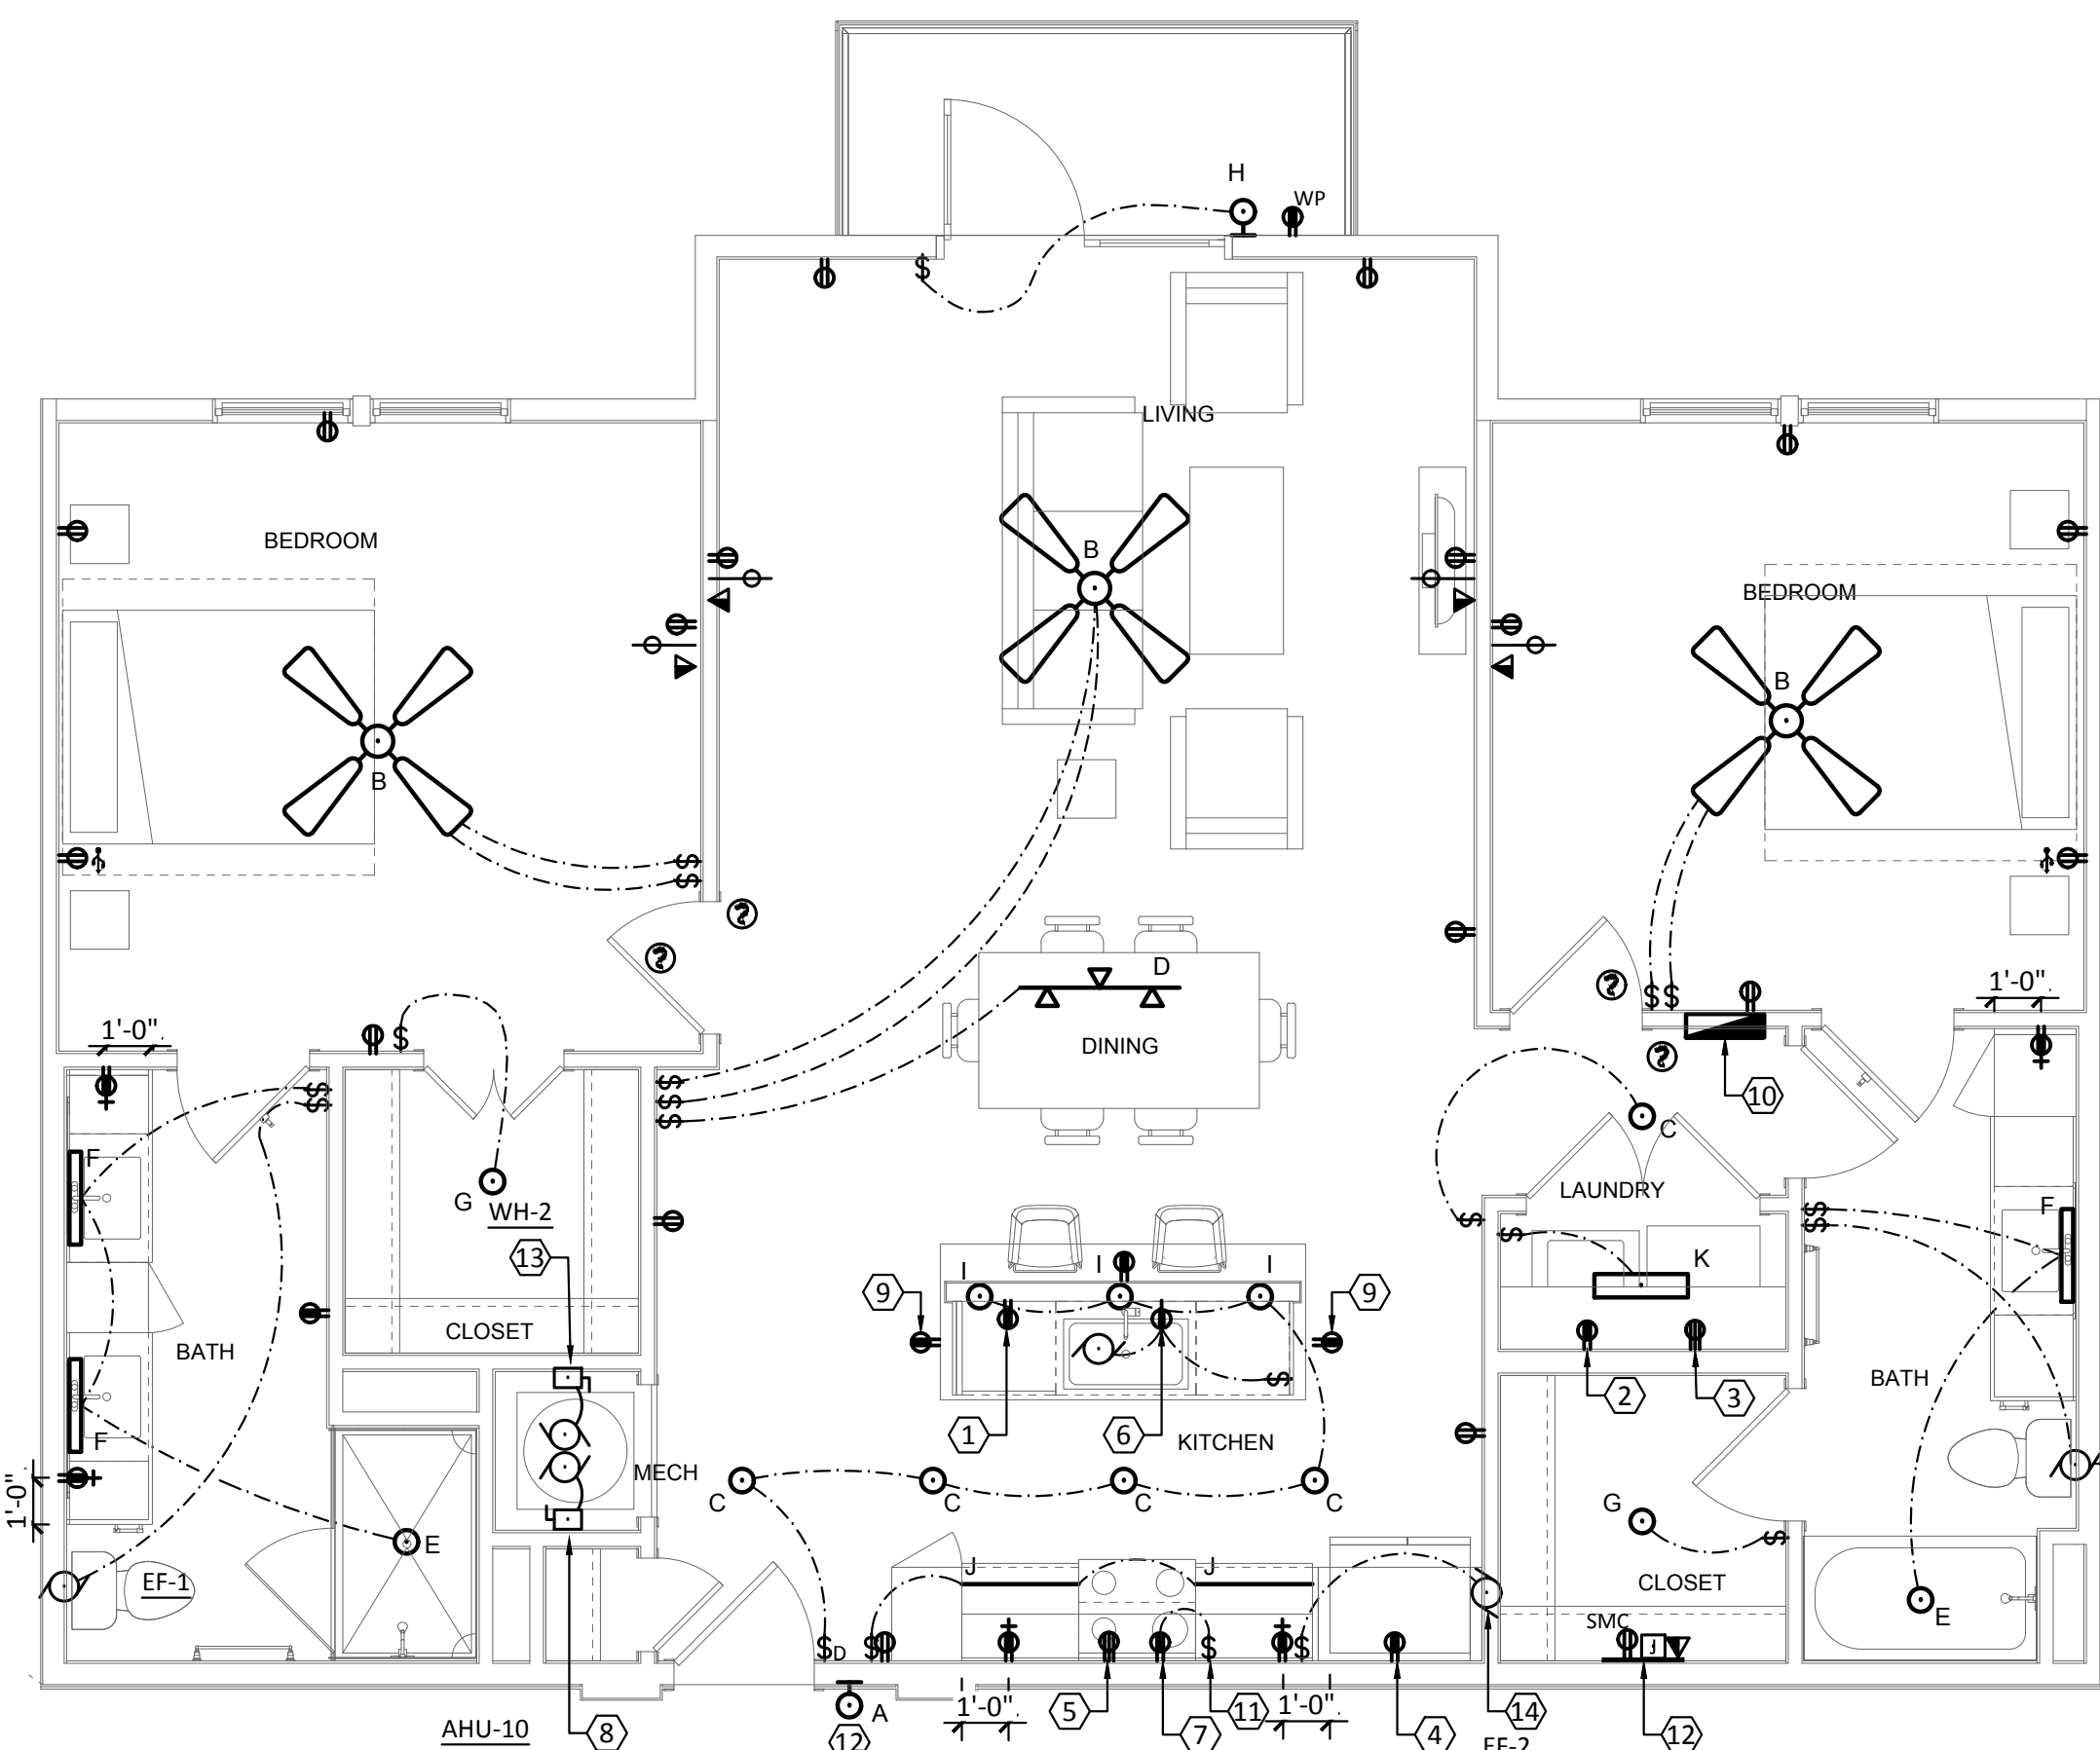 H
WP
$
LIVING
BEDROOM
B
BEDROOM
B
B
$
$
D
$$
1'-0"
1'-0"
$
DINING
10
$
$
$
$
$
C
F
LAUNDRY
$
$
$
$
F
G
WH-2
13
K
I
I
I
9
9
CLOSET
BATH
$
BATH
2
3
1
6
KITCHEN
F
MECH
1'-0"
C
C
C
C
G
$
E
J
J
EF-1
CLOSET
E
SMC
J
$D
$
$
$
A
1'-0"
5
11
1'-0"
14
AHU-10
8
12
7
4
EF-2
12